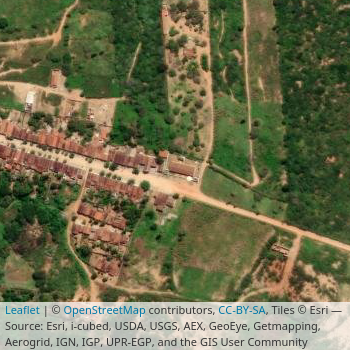 Leaflet | © OpenStreetMap contributors, CC-BY-SA, Tiles © Esri —
Source: Esri, i-cubed, USDA, USGS, AEX, GeoEye, Getmapping,
Aerogrid, IGN, IGP, UPR-EGP, and the GIS User Community